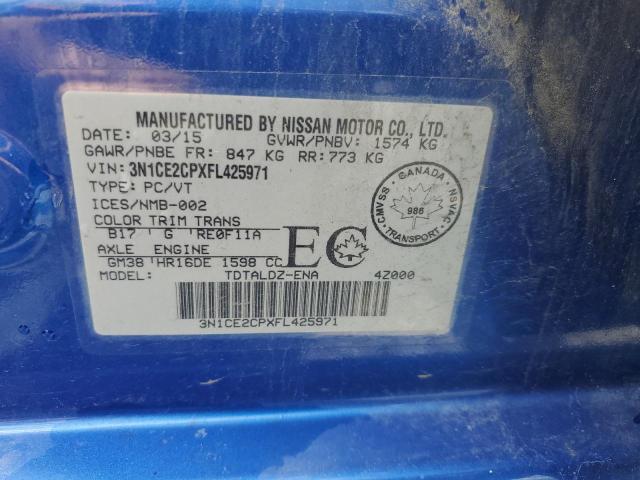 MANUFACTURED BY NISSAN MOTOR CO., LTD.
DATE: 03/15 GVWR/PNBV: 1574 KG
GAWR/PNBE FR: 847 KG RR: 773 KG
VIN: 3N1CE2CPXFL425971
TYPE: PC/VT
ICES/NMB-002
COLOR TRIM TRANS
B17 G RE0F11A
AXLE ENGINE
GM38 HR16DE 1598 CC
MODEL: TDTALDZ-ENA 4Z000
EC
3N1CE2CPXFL425971
CANADA
CMVSS NSVAC
986
TRANSPORT